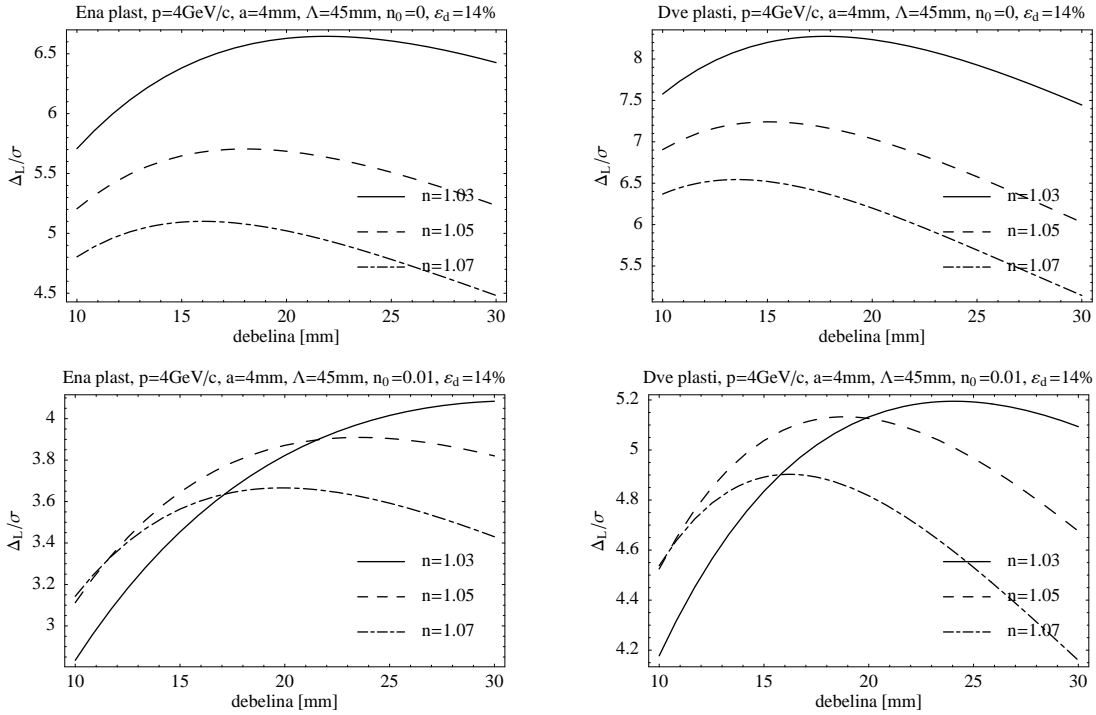 Ena plast, p=4GeV/c, a=4mm, Λ=45mm, n₀=0, ε_d=14%
Δ_L/σ
6.5
6
5.5
5
4.5
n=1.03
n=1.05
n=1.07
10 15 20 25 30
debelina [mm]
Dve plasti, p=4GeV/c, a=4mm, Λ=45mm, n₀=0, ε_d=14%
Δ_L/σ
8
7.5
7
6.5
6
5.5
n=1.03
n=1.05
n=1.07
10 15 20 25 30
debelina [mm]
Ena plast, p=4GeV/c, a=4mm, Λ=45mm, n₀=0.01, ε_d=14%
Δ_L/σ
4
3.8
3.6
3.4
3.2
3
n=1.03
n=1.05
n=1.07
10 15 20 25 30
debelina [mm]
Dve plasti, p=4GeV/c, a=4mm, Λ=45mm, n₀=0.01, ε_d=14%
Δ_L/σ
5.2
5
4.8
4.6
4.4
4.2
n=1.03
n=1.05
n=1.07
10 15 20 25 30
debelina [mm]